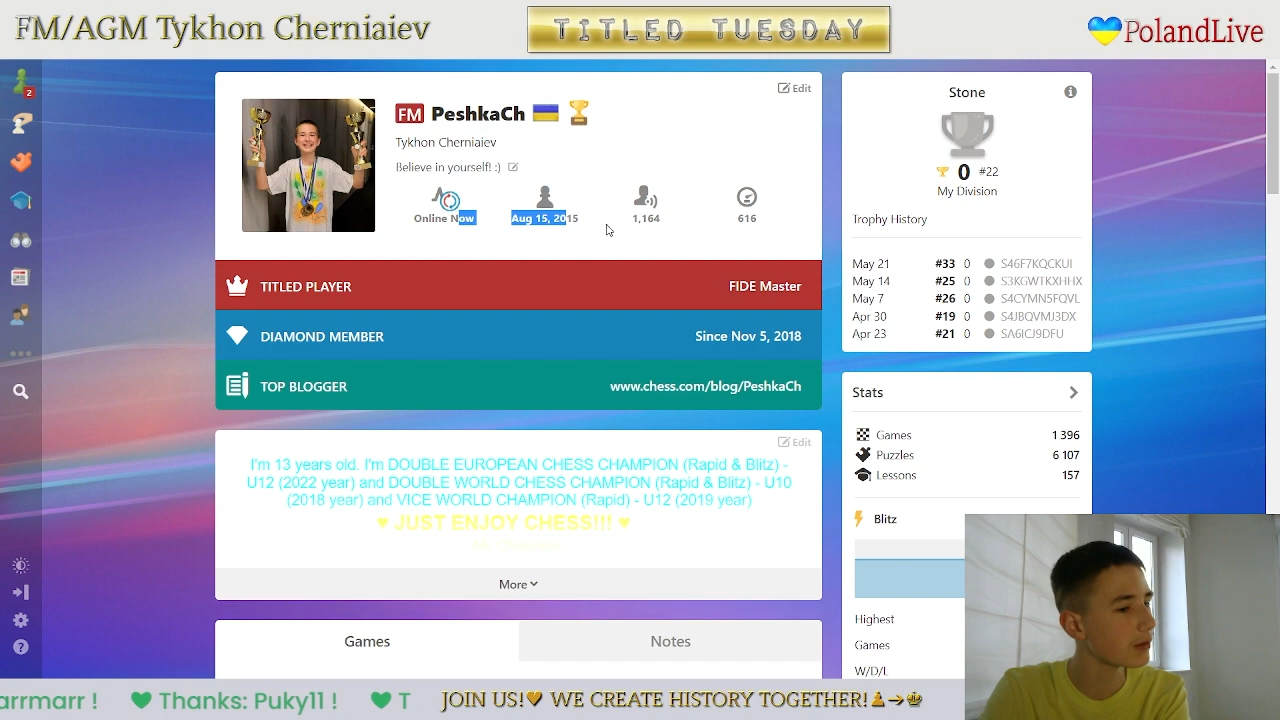 FM/AGM Tykhon Cherniaiev
TITLED TUESDAY
PolandLive
2
Edit
FM PeshkaCh
Tykhon Cherniaiev
Believe in yourself! :)
Online Now
Aug 15, 2015
1,164
616
TITLED PLAYER
FIDE Master
DIAMOND MEMBER
Since Nov 5, 2018
TOP BLOGGER
www.chess.com/blog/PeshkaCh
Edit
I'm 13 years old. I'm DOUBLE EUROPEAN CHESS CHAMPION (Rapid & Blitz) -
U12 (2022 year) and DOUBLE WORLD CHESS CHAMPION (Rapid & Blitz) - U10
(2018 year) and VICE WORLD CHAMPION (Rapid) - U12 (2019 year)
♥ JUST ENJOY CHESS!!! ♥
More
Games
Notes
Stone
0 #22
My Division
Trophy History
May 21 #33 0 S46F7KQCKUI
May 14 #25 0 S3KGWTKXHHX
May 7 #26 0 S4CYMN5FQVL
Apr 30 #19 0 S4JBQVMJ3DX
Apr 23 #21 0 SA6ICJ9DFU
Stats
Games 1 396
Puzzles 6 107
Lessons 157
Blitz
Highest
Games
W/D/L
arrmarr !
Thanks: Puky11 !
T
JOIN US! WE CREATE HISTORY TOGETHER!